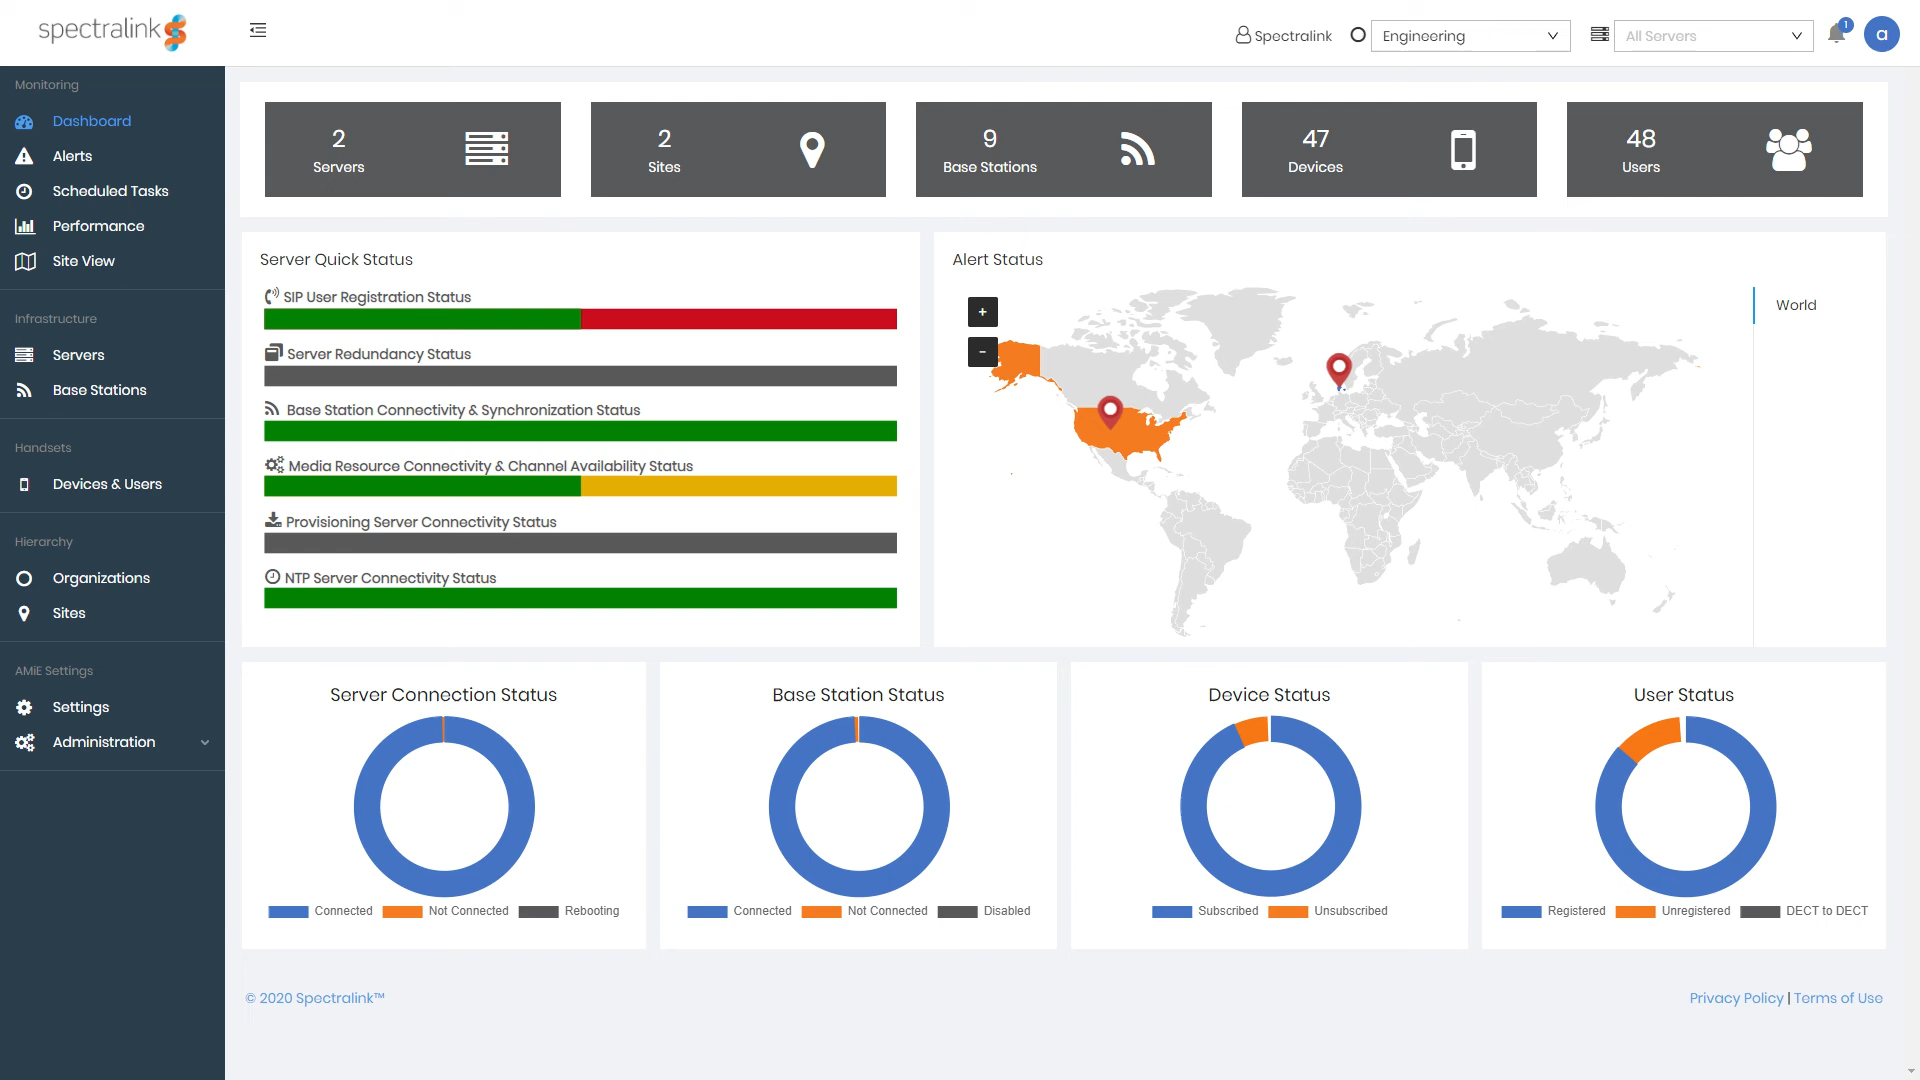 spectralink
Spectralink
Engineering
All Servers
1
a
Monitoring
Dashboard
Alerts
Scheduled Tasks
Performance
Site View
Infrastructure
Servers
Base Stations
Handsets
Devices & Users
Hierarchy
Organizations
Sites
AMiE Settings
Settings
Administration
2
Servers
2
Sites
9
Base Stations
47
Devices
48
Users
Server Quick Status
SIP User Registration Status
Server Redundancy Status
Base Station Connectivity & Synchronization Status
Media Resource Connectivity & Channel Availability Status
Provisioning Server Connectivity Status
NTP Server Connectivity Status
Alert Status
+
-
World
Server Connection Status
Connected Not Connected Rebooting
Base Station Status
Connected Not Connected Disabled
Device Status
Subscribed Unsubscribed
User Status
Registered Unregistered DECT to DECT
© 2020 Spectralink™
Privacy Policy | Terms of Use